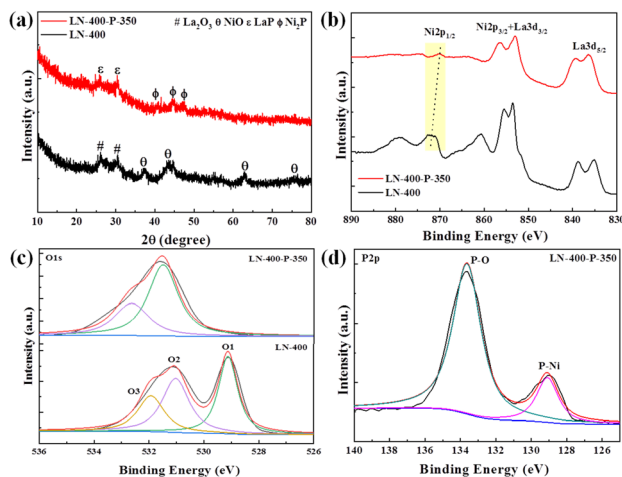 (a)
LN-400-P-350
LN-400
# La₂O₃ θ NiO ε LaP ϕ Ni₂P
ε
ε
ϕ
ϕ
ϕ
#
#
θ
θ
θ
θ
Intensity (a.u.)
10 20 30 40 50 60 70 80
2θ (degree)
(b)
Ni2p₁/₂
Ni2p₃/₂+La3d₃/₂
La3d₅/₂
LN-400-P-350
LN-400
Intensity (a.u.)
890 880 870 860 850 840 830
Binding Energy (eV)
(c)
O1s
LN-400-P-350
LN-400
O1
O2
O3
Intensity (a.u.)
536 534 532 530 528 526
Binding Energy (eV)
(d)
P2p
LN-400-P-350
P-O
P-Ni
Intensity (a.u.)
140 138 136 134 132 130 128 126
Binding Energy (eV)